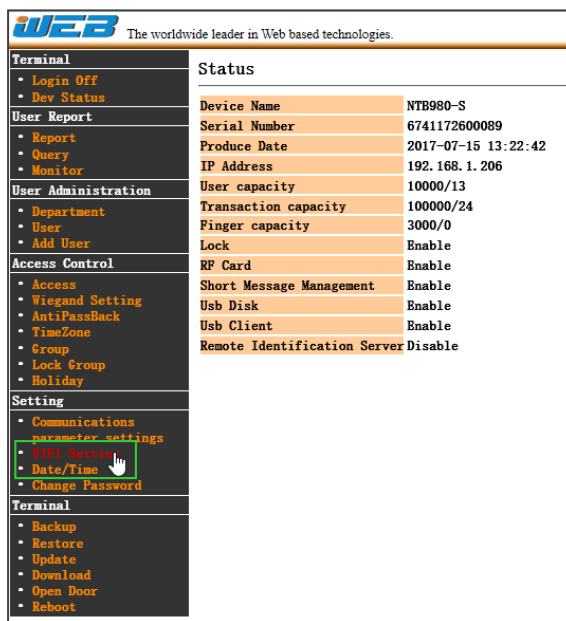 WEB The worldwide leader in Web based technologies.
Terminal
Login Off
Dev Status
User Report
Report
Query
Monitor
User Administration
Department
User
Add User
Access Control
Access
Wiegand Setting
AntiPassBack
TimeZone
Group
Lock Group
Holiday
Setting
Communications
parameter settings
WIFI Setting
Date/Time
Change Password
Terminal
Backup
Restore
Update
Download
Open Door
Reboot
Status
Device Name NTB980-S
Serial Number 6741172600089
Produce Date 2017-07-15 13:22:42
IP Address 192.168.1.206
User capacity 10000/13
Transaction capacity 100000/24
Finger capacity 3000/0
Lock Enable
RF Card Enable
Short Message Management Enable
Usb Disk Enable
Usb Client Enable
Remote Identification Server Disable